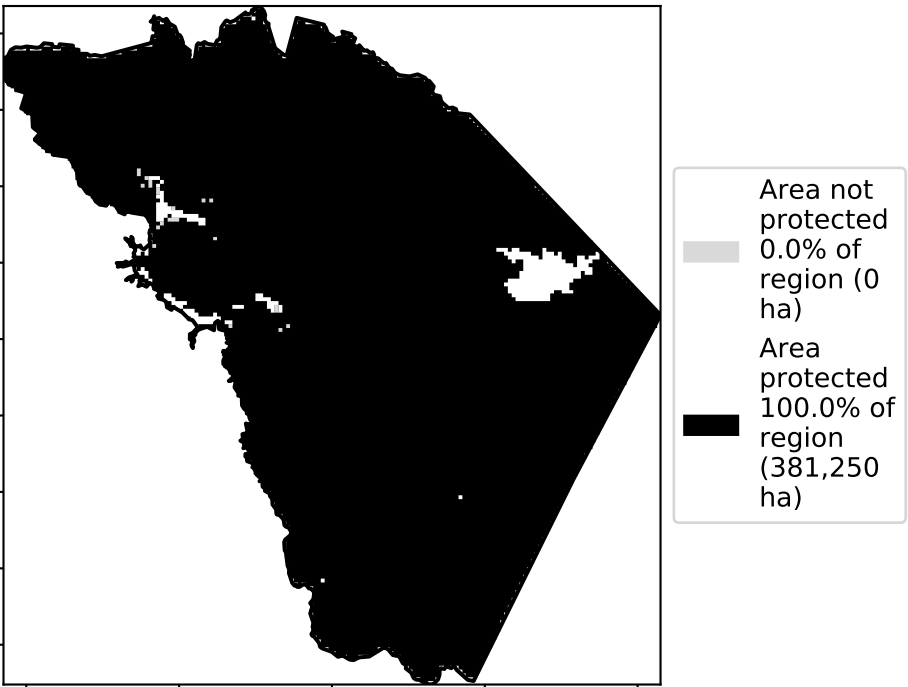 Area not
protected
0.0% of
region (0
ha)
Area
protected
100.0% of
region
(381,250
ha)